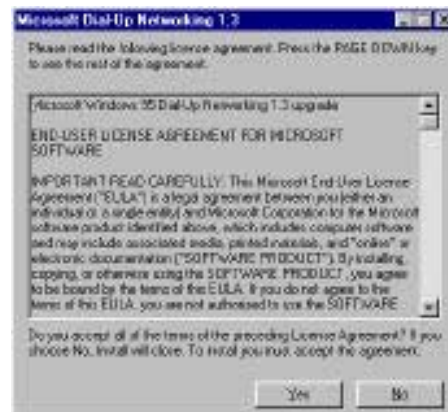 Microsoft Dial-Up Networking 1.3
Please read the following license agreement. Press the PAGE DOWN key
to see the rest of the agreement.
Microsoft Windows 95 Dial-Up Networking 1.3 upgrade
END-USER LICENSE AGREEMENT FOR MICROSOFT
SOFTWARE
IMPORTANT-READ CAREFULLY: This Microsoft End-User License
Agreement ("EULA") is a legal agreement between you (either an
individual or a single entity) and Microsoft Corporation for the Microsoft
software product identified above, which includes computer software
and may include associated media, printed materials, and "online" or
electronic documentation ("SOFTWARE PRODUCT"). By installing,
copying, or otherwise using the SOFTWARE PRODUCT, you agree
to be bound by the terms of this EULA. If you do not agree to the
terms of this EULA, you are not authorised to use the SOFTWARE
Do you accept all of the terms of the preceding License Agreement? If you
choose No, Install will close. To install you must accept this agreement.
Yes
No